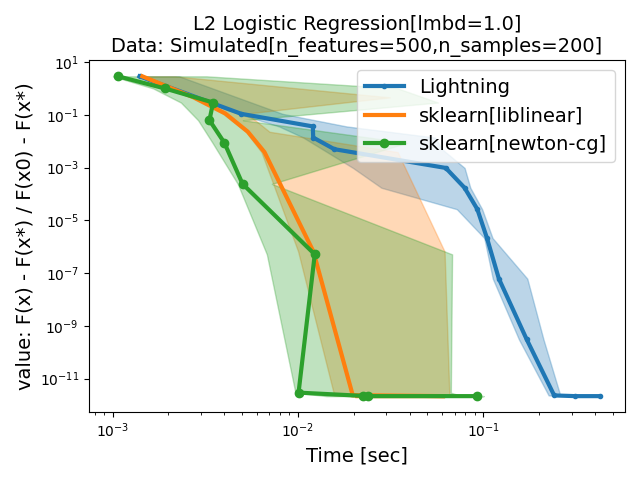 L2 Logistic Regression[lmbd=1.0]
Data: Simulated[n_features=500,n_samples=200]
value: F(x) - F(x*) / F(x0) - F(x*)
10¹
10⁻¹
10⁻³
10⁻⁵
10⁻⁷
10⁻⁹
10⁻¹¹
Lightning
sklearn[liblinear]
sklearn[newton-cg]
10⁻³
10⁻²
10⁻¹
Time [sec]